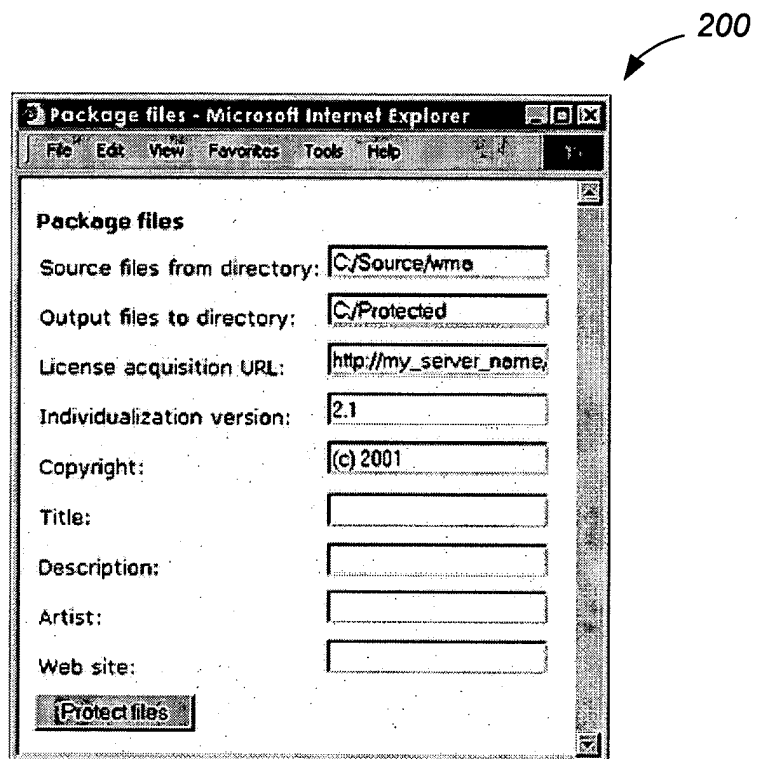 200
Package files - Microsoft Internet Explorer
File Edit View Favorites Tools Help
Package files
Source files from directory: C:/Source/wma
Output files to directory: C:/Protected
License acquisition URL: http://my_server_name/
Individualization version: 2.1
Copyright: (c) 2001
Title:
Description:
Artist:
Web site:
Protect files